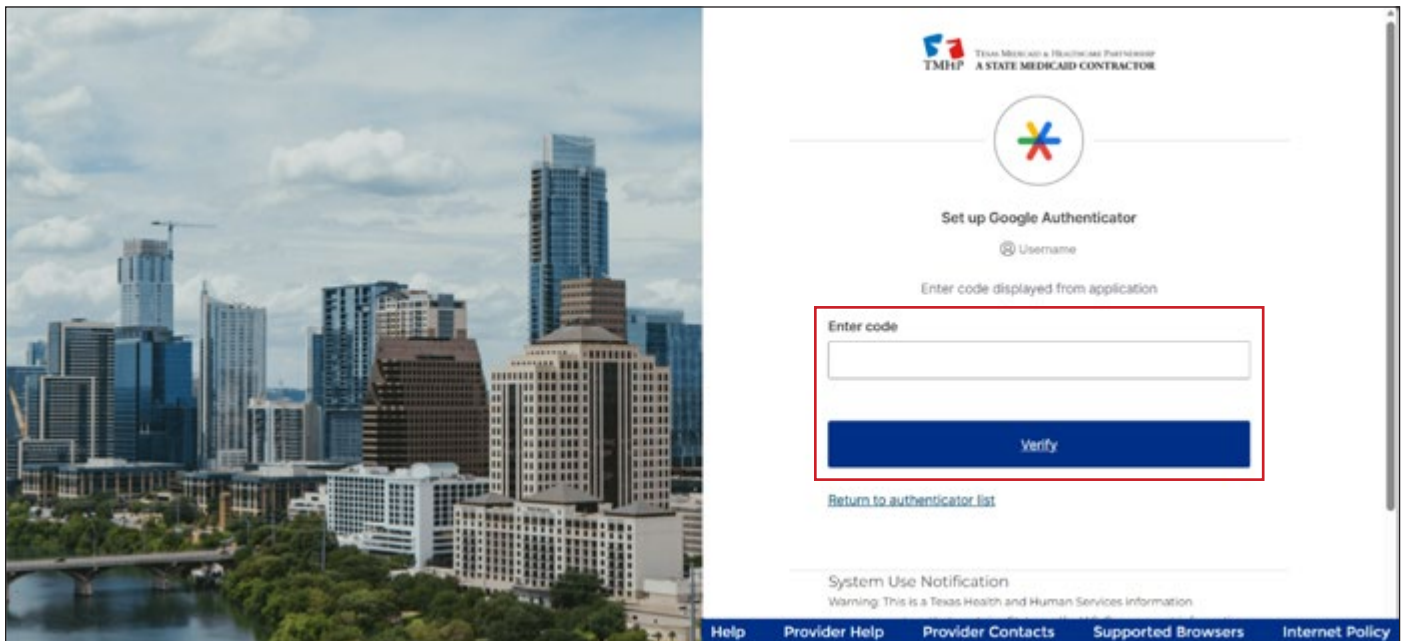 TEXAS MEDICAID & HEALTHCARE PARTNERSHIP
TMHP A STATE MEDICAID CONTRACTOR
Set up Google Authenticator
Username
Enter code displayed from application
Enter code
Verify
Return to authenticator list
System Use Notification
Warning: This is a Texas Health and Human Services information
Help Provider Help Provider Contacts Supported Browsers Internet Policy